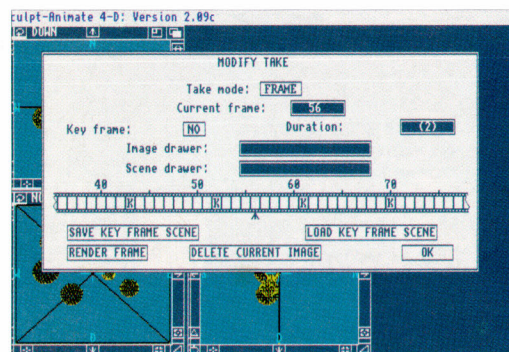 culpt-Animate 4-D: Version 2.09c
DOWN
N
MODIFY TAKE
Take mode: FRAME
Current frame: 56
Key frame: NO Duration: (2)
Image drawer:
Scene drawer:
40 50 60 70
K K K K
SAVE KEY FRAME SCENE LOAD KEY FRAME SCENE
RENDER FRAME DELETE CURRENT IMAGE OK
D D